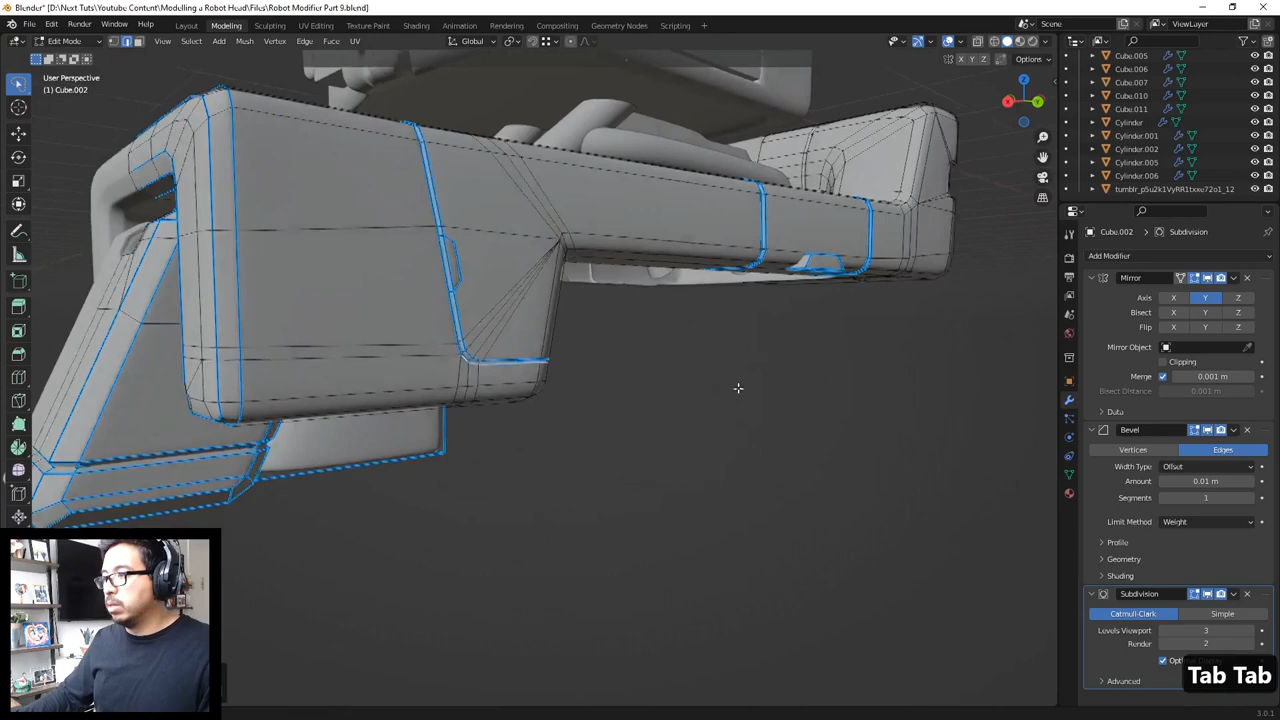 Blender* [D:\Nxt Tuts\Youtube Content\Modelling a Robot Head\Files\Robot Modifier Part 9.blend]
File Edit Render Window Help Layout Modeling Sculpting UV Editing Texture Paint Shading Animation Rendering Compositing Geometry Nodes Scripting Scene ViewLayer
Edit Mode View Select Add Mesh Vertex Edge Face UV Global
X Y Z Options
User Perspective
(1) Cube.002
Cube.005
Cube.006
Cube.007
Cube.010
Cube.011
Cylinder
Cylinder.001
Cylinder.002
Cylinder.005
Cylinder.006
tumblr_p5u2k1VyRR1txxe72o1_12
Cube.002 Subdivision
Add Modifier
Mirror
Axis X Y Z
Bisect X Y Z
Flip X Y Z
Mirror Object
Clipping
Merge 0.001 m
Bisect Distance 0.001 m
Data
Bevel
Vertices Edges
Width Type Offset
Amount 0.01 m
Segments 1
Limit Method Weight
Profile
Geometry
Shading
Subdivision
Catmull-Clark Simple
Levels Viewport 3
Render 2
Advanced
Tab Tab
3.0.1